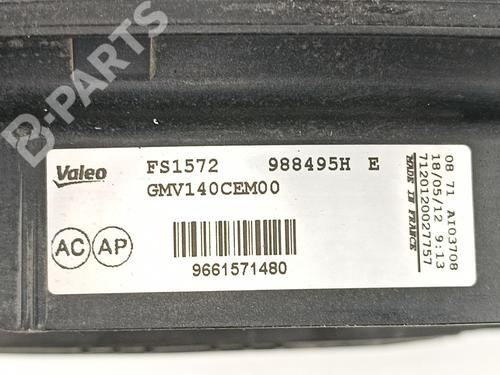 B-PARTS
Valeo
FS1572 988495H E
GMV140CEM00
AC AP
9661571480
08 71 AI03708
18/05/12 9:13
7120120027757
MADE IN FRANCE